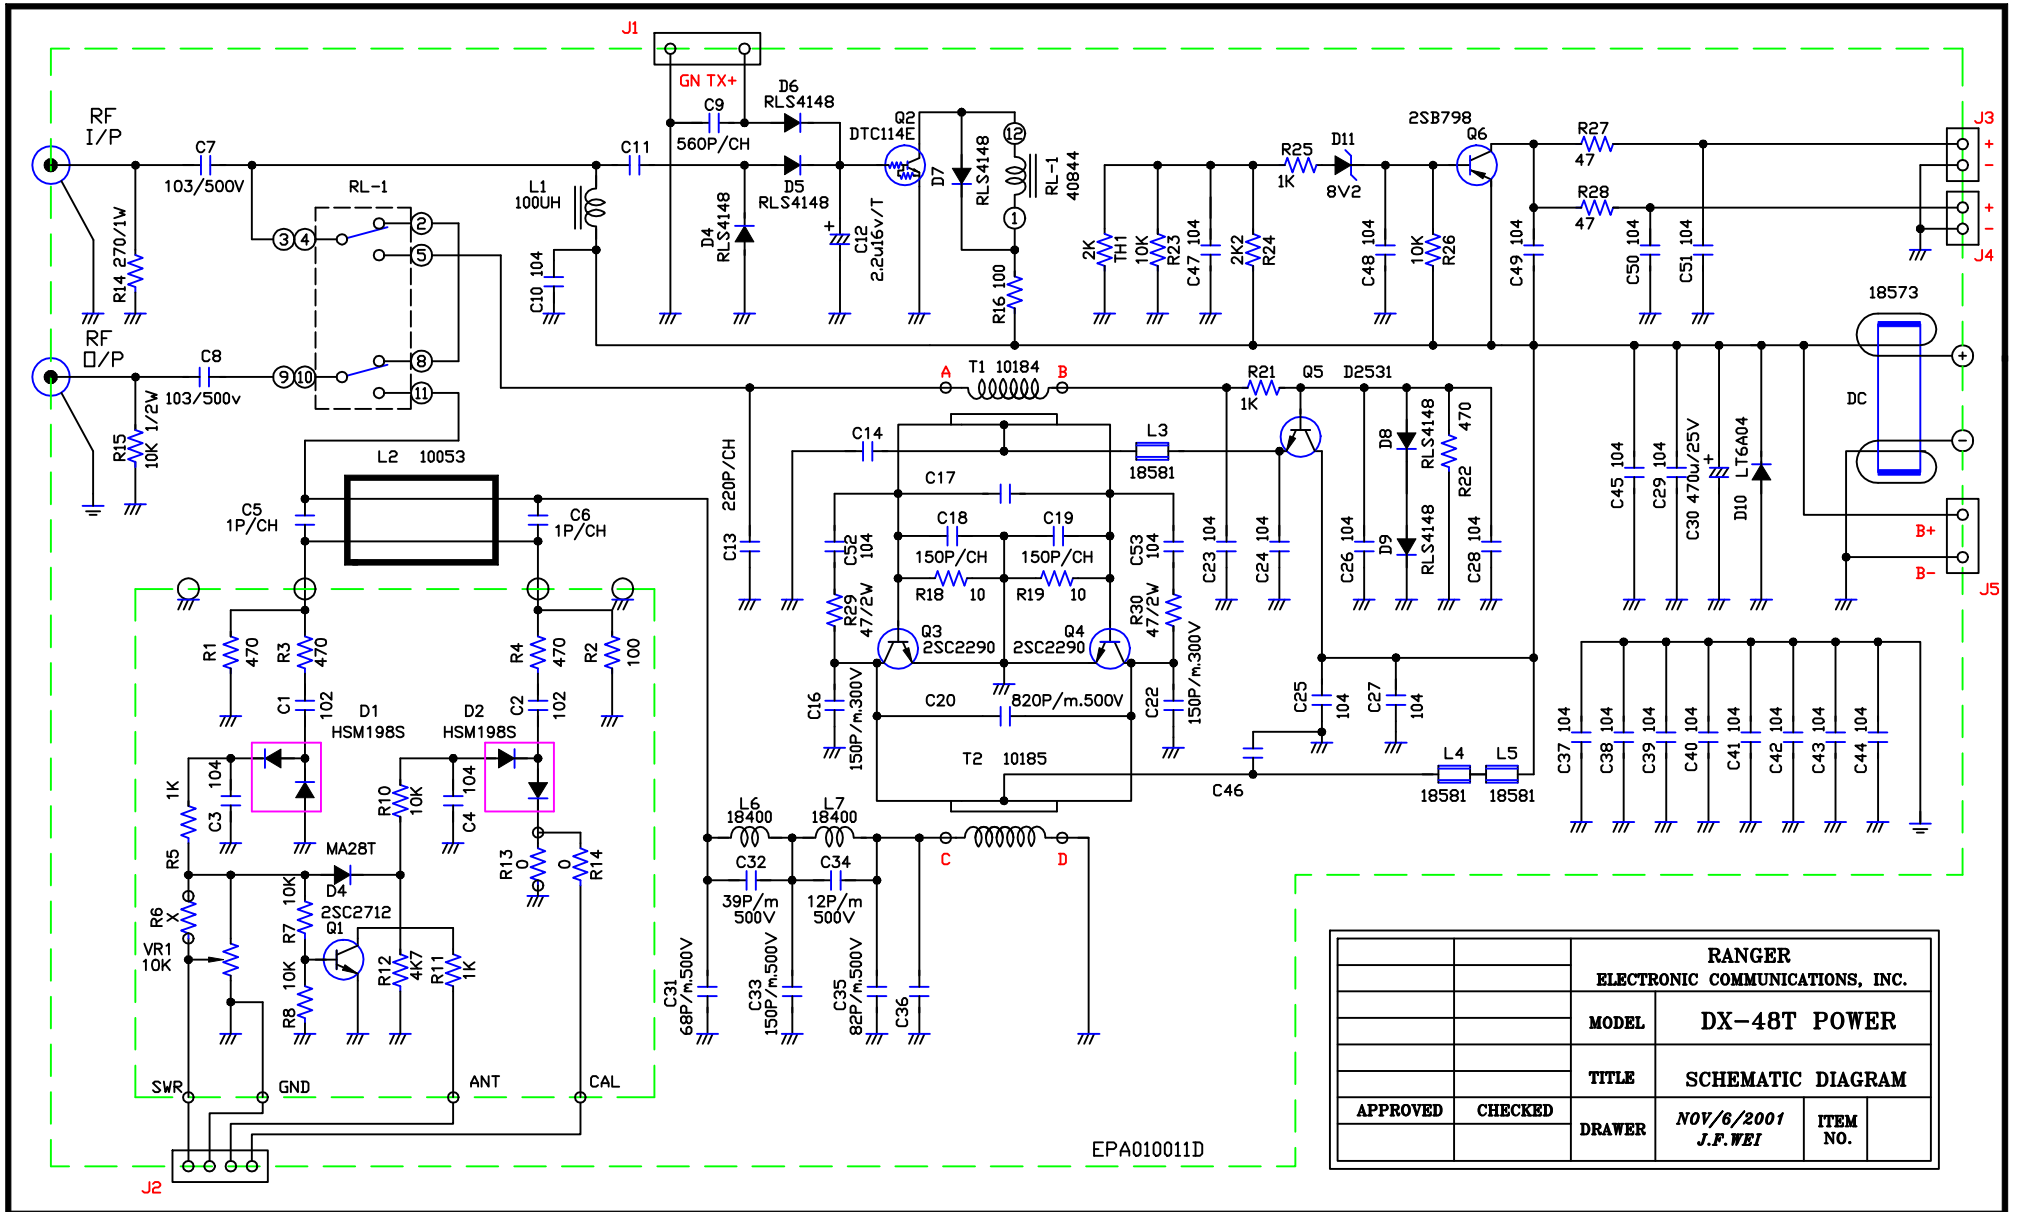 J1
GN TX+
RF
I/P
C7
103/500V
R14 270/1W
RL-1
3
4
2
5
RF
O/P
C8
103/500v
9
10
8
11
R15
10K 1/2W
L1
100UH
C10 104
C11
C9
560P/CH
D6
RLS4148
D5
RLS4148
D4
RLS4148
C12
2.2u16v/T
+
Q2
DTC114E
D7
RLS4148
12
1
RL-1
40844
R16 100
2K
TH1
10K
R23
C47 104
2K2
R24
R25
1K
D11
8V2
C48 104
10K
R26
2SB798
Q6
C49 104
R27
47
R28
47
C50 104
C51 104
J3
+
-
+
-
J4
18573
DC
+
-
B+
B-
J5
C45 104
C29 104
C30 470u/25V
+
D10 LT6A04
L2 10053
C5
1P/CH
C6
1P/CH
A
T1 10184
B
C13
220P/CH
C14
L3
18581
C17
C18
150P/CH
C19
150P/CH
R18 10
R19 10
C52
104
C53
104
R29
47/2W
R30
47/2W
Q3
2SC2290
Q4
2SC2290
C16
150P/m.300V
C20
820P/m.500V
C22
150P/m.300V
T2 10185
R21
1K
Q5
D2531
C23 104
C24 104
C26 104
D8
RLS4148
D9
RLS4148
R22
470
C28 104
C25
104
C27
104
C46
L4
18581
L5
18581
C37 104
C38 104
C39 104
C40 104
C41 104
C42 104
C43 104
C44 104
R1
470
R3
470
R4
470
R2
100
C1
102
C2
102
D1
HSM198S
D2
HSM198S
1K
R5
104
C3
R10
10K
104
C4
R13
0
0
R14
MA28T
D4
2SC2712
Q1
R6
X
VR1
10K
R7 10K
R8 10K
R12
4K7
R11
1K
L6
18400
L7
18400
C32
39P/m
500V
C34
12P/m
500V
C31
68P/m.500V
C33
150P/m.500V
C35
82P/m.500V
C36
C
D
SWR
GND
ANT
CAL
J2
EPA010011D
RANGER
ELECTRONIC COMMUNICATIONS, INC.
MODEL
DX-48T POWER
TITLE
SCHEMATIC DIAGRAM
APPROVED
CHECKED
DRAWER
NOV/6/2001
J.F.WEI
ITEM
NO.